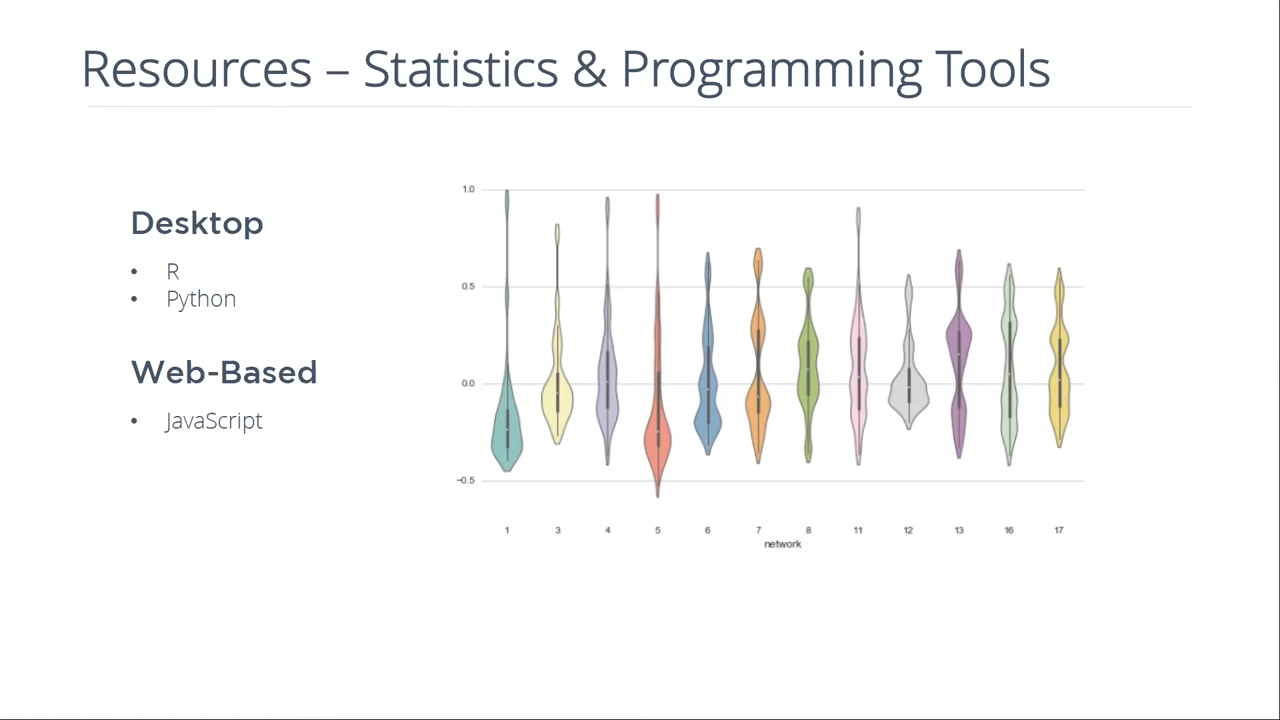 Resources – Statistics & Programming Tools
Desktop
• R
• Python
Web-Based
• JavaScript
1.0
0.5
0.0
−0.5
1 3 4 5 6 7 8 11 12 13 16 17
network